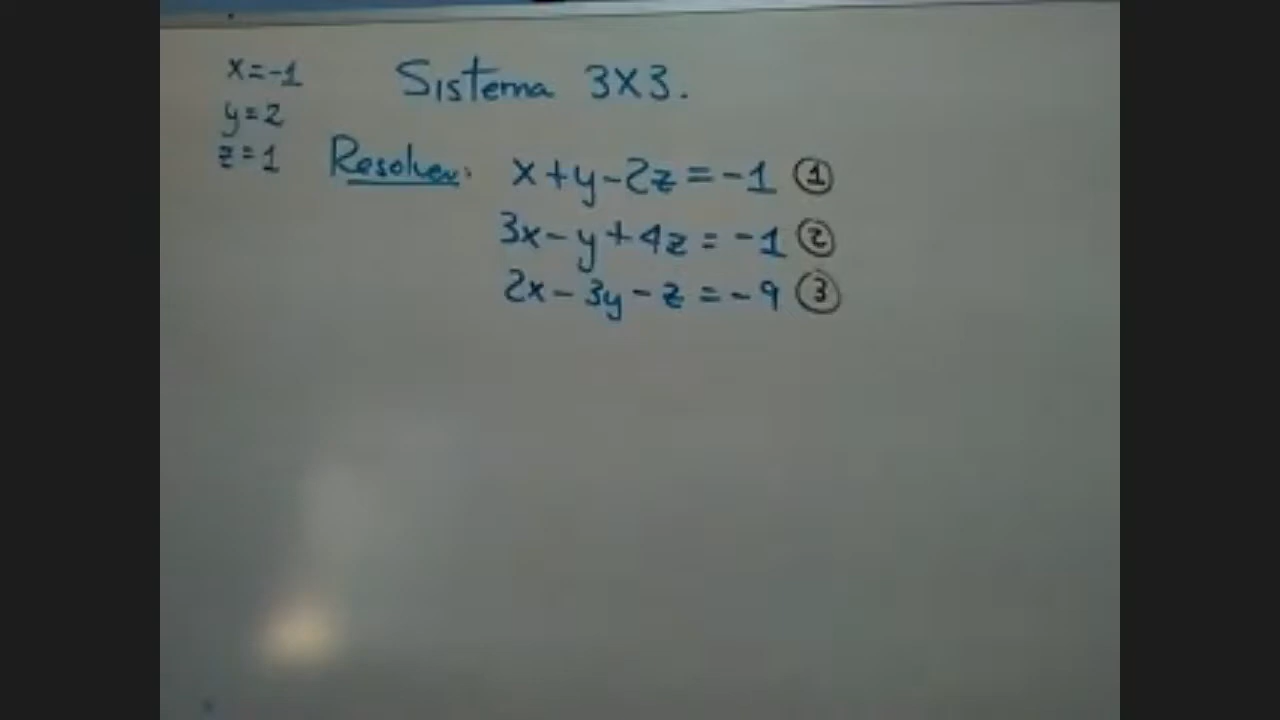 Sistema 3X3.
x=-1
y=2
z=1
Resolver: x+y-2z=-1 ①
3x-y+4z=-1 ②
2x-3y-z=-9 ③